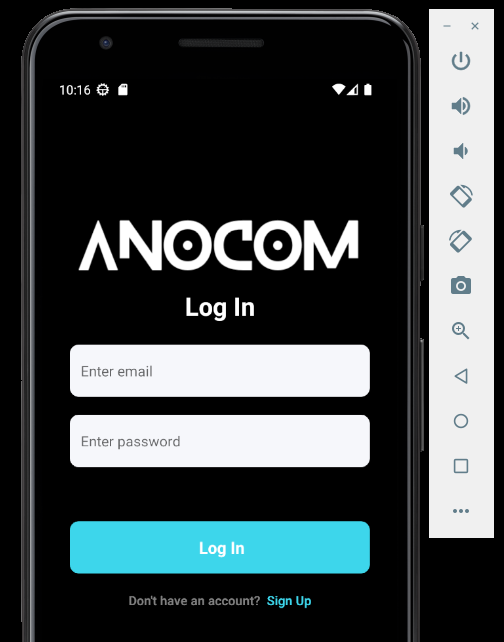 10:16
ANOCOM
Log In
Enter email
Enter password
Log In
Don't have an account? Sign Up